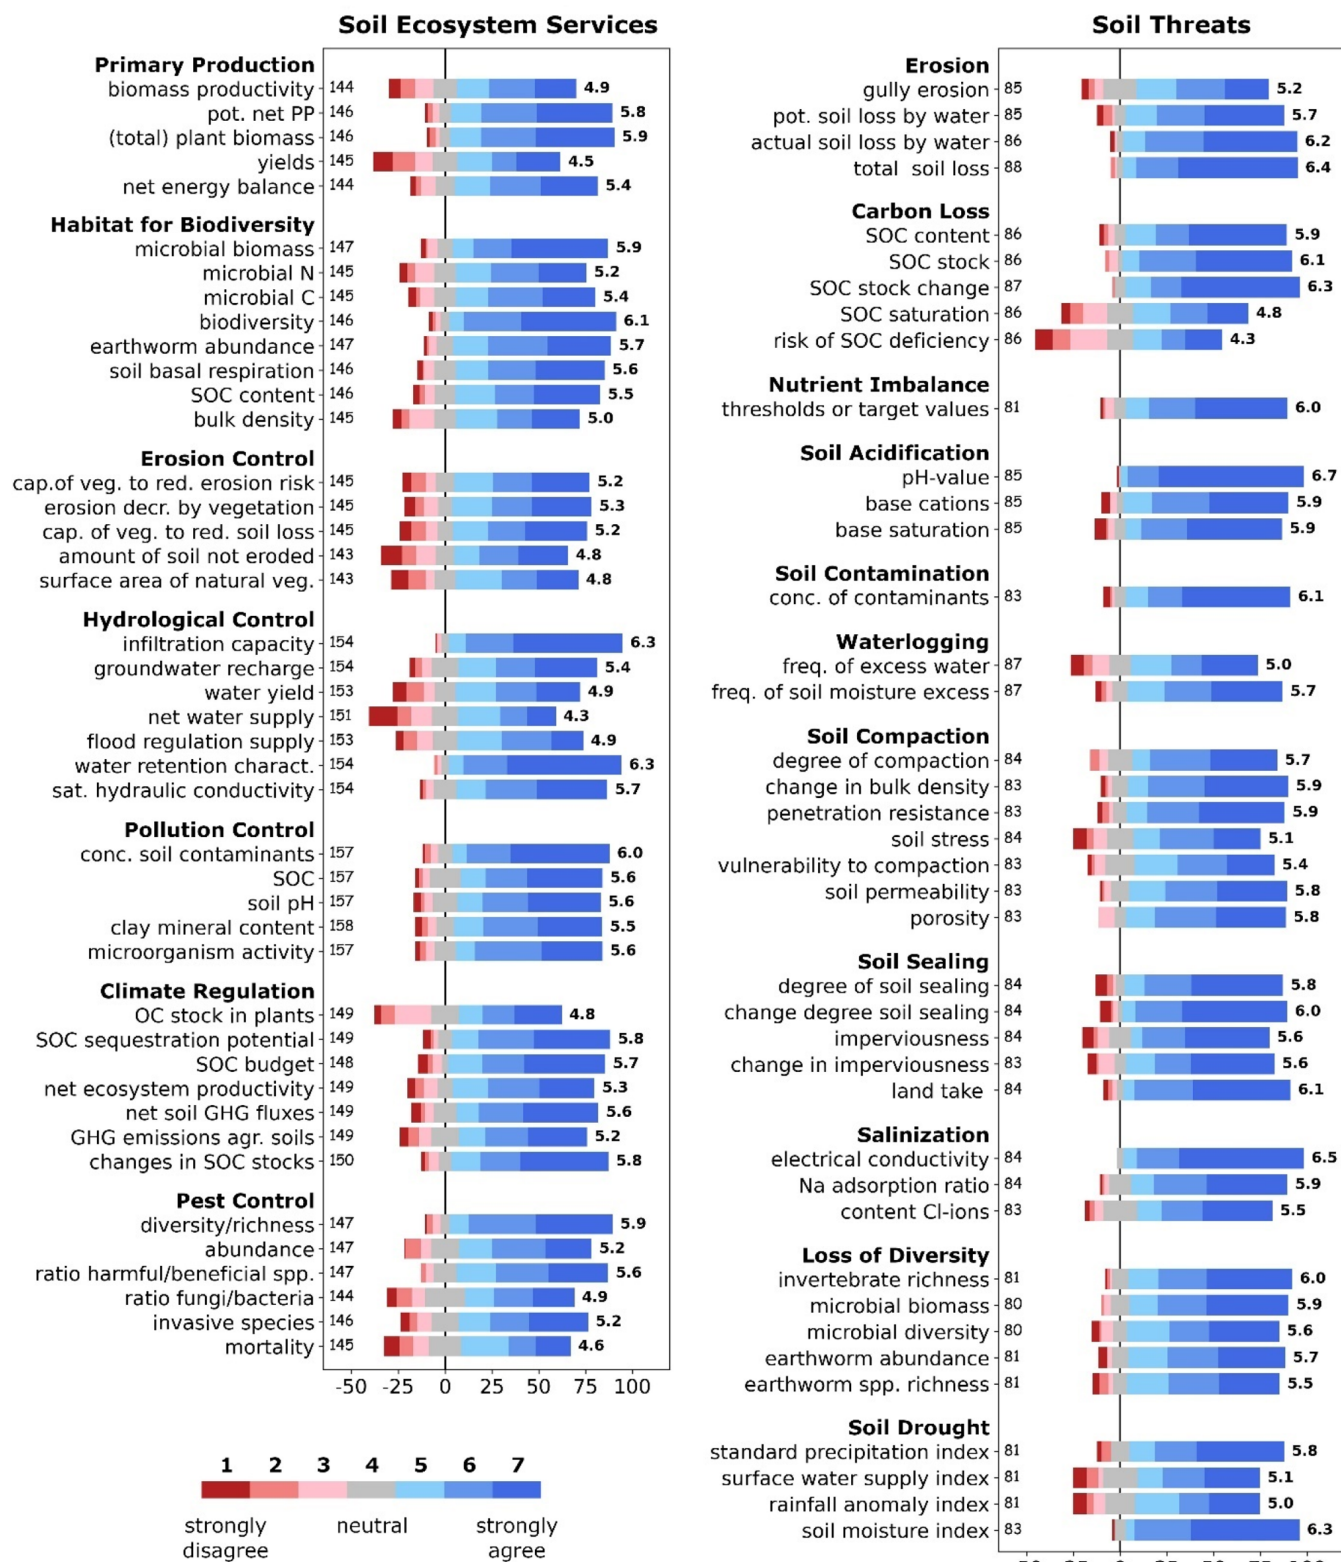 Soil Ecosystem Services
Primary Production
biomass productivity 144 4.9
pot. net PP 146 5.8
(total) plant biomass 146 5.9
yields 145 4.5
net energy balance 144 5.4
Habitat for Biodiversity
microbial biomass 147 5.9
microbial N 145 5.2
microbial C 145 5.4
biodiversity 146 6.1
earthworm abundance 147 5.7
soil basal respiration 146 5.6
SOC content 146 5.5
bulk density 145 5.0
Erosion Control
cap.of veg. to red. erosion risk 145 5.2
erosion decr. by vegetation 145 5.3
cap. of veg. to red. soil loss 145 5.2
amount of soil not eroded 143 4.8
surface area of natural veg. 143 4.8
Hydrological Control
infiltration capacity 154 6.3
groundwater recharge 154 5.4
water yield 153 4.9
net water supply 151 4.3
flood regulation supply 153 4.9
water retention charact. 154 6.3
sat. hydraulic conductivity 154 5.7
Pollution Control
conc. soil contaminants 157 6.0
SOC 157 5.6
soil pH 157 5.6
clay mineral content 158 5.5
microorganism activity 157 5.6
Climate Regulation
OC stock in plants 149 4.8
SOC sequestration potential 149 5.8
SOC budget 148 5.7
net ecosystem productivity 149 5.3
net soil GHG fluxes 149 5.6
GHG emissions agr. soils 149 5.2
changes in SOC stocks 150 5.8
Pest Control
diversity/richness 147 5.9
abundance 147 5.2
ratio harmful/beneficial spp. 147 5.6
ratio fungi/bacteria 144 4.9
invasive species 146 5.2
mortality 145 4.6
-50 -25 0 25 50 75 100
1 2 3 4 5 6 7
strongly disagree neutral strongly agree
Soil Threats
Erosion
gully erosion 85 5.2
pot. soil loss by water 85 5.7
actual soil loss by water 86 6.2
total soil loss 88 6.4
Carbon Loss
SOC content 86 5.9
SOC stock 86 6.1
SOC stock change 87 6.3
SOC saturation 86 4.8
risk of SOC deficiency 86 4.3
Nutrient Imbalance
thresholds or target values 81 6.0
Soil Acidification
pH-value 85 6.7
base cations 85 5.9
base saturation 85 5.9
Soil Contamination
conc. of contaminants 83 6.1
Waterlogging
freq. of excess water 87 5.0
freq. of soil moisture excess 87 5.7
Soil Compaction
degree of compaction 84 5.7
change in bulk density 83 5.9
penetration resistance 83 5.9
soil stress 84 5.1
vulnerability to compaction 83 5.4
soil permeability 83 5.8
porosity 83 5.8
Soil Sealing
degree of soil sealing 84 5.8
change degree soil sealing 84 6.0
imperviousness 84 5.6
change in imperviousness 83 5.6
land take 84 6.1
Salinization
electrical conductivity 84 6.5
Na adsorption ratio 84 5.9
content Cl-ions 83 5.5
Loss of Diversity
invertebrate richness 81 6.0
microbial biomass 80 5.9
microbial diversity 80 5.6
earthworm abundance 81 5.7
earthworm spp. richness 81 5.5
Soil Drought
standard precipitation index 81 5.8
surface water supply index 81 5.1
rainfall anomaly index 81 5.0
soil moisture index 83 6.3